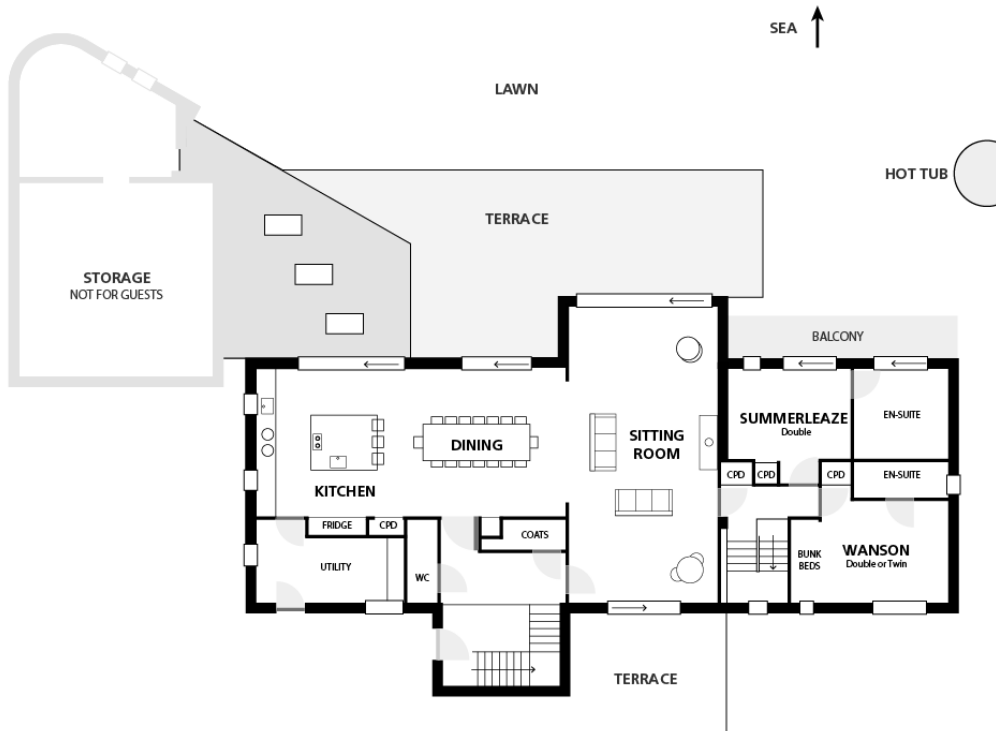 SEA
LAWN
HOT TUB
TERRACE
STORAGE
NOT FOR GUESTS
BALCONY
SUMMERLEAZE
Double
EN-SUITE
DINING
SITTING
ROOM
KITCHEN
CPD
CPD
CPD
EN-SUITE
FRIDGE
CPD
COATS
UTILITY
WC
BUNK
BEDS
WANSON
Double or Twin
TERRACE